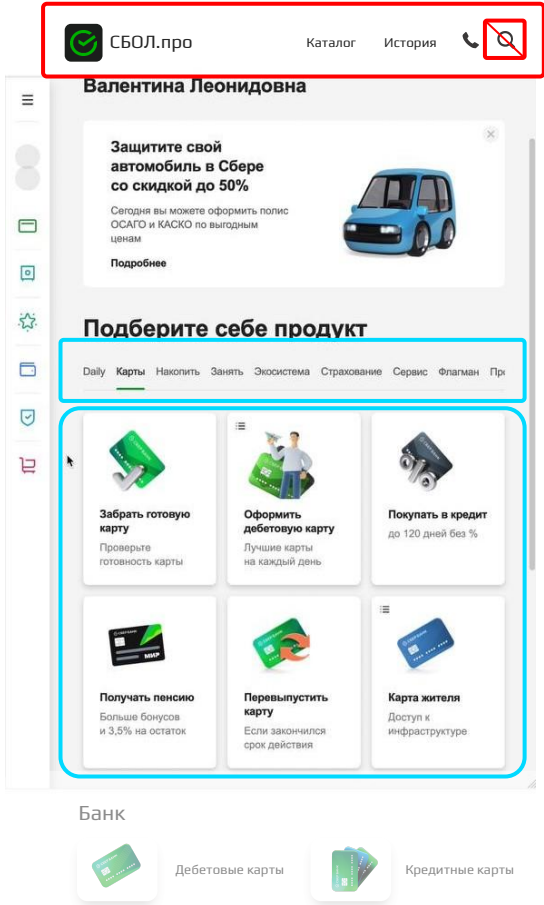 СБОЛ.про
Каталог
История
Валентина Леонидовна
Защитите свой
автомобиль в Сбере
со скидкой до 50%
Сегодня вы можете оформить полис
ОСАГО и КАСКО по выгодным
ценам
Подробнее
Подберите себе продукт
Daily Карты Накопить Занять Экосистема Страхование Сервис Флагман Про
Забрать готовую
карту
Проверьте
готовность карты
Оформить
дебетовую карту
Лучшие карты
на каждый день
Покупать в кредит
до 120 дней без %
Получать пенсию
Больше бонусов
и 3,5% на остаток
Перевыпустить
карту
Если закончился
срок действия
Карта жителя
Доступ к
инфраструктуре
МИР
Банк
Дебетовые карты
Кредитные карты